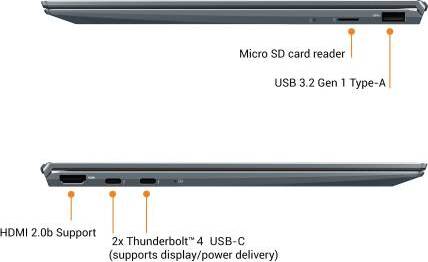 Micro SD card reader
USB 3.2 Gen 1 Type-A
HDMI 2.0b Support
2x Thunderbolt™ 4 USB-C
(supports display/power delivery)